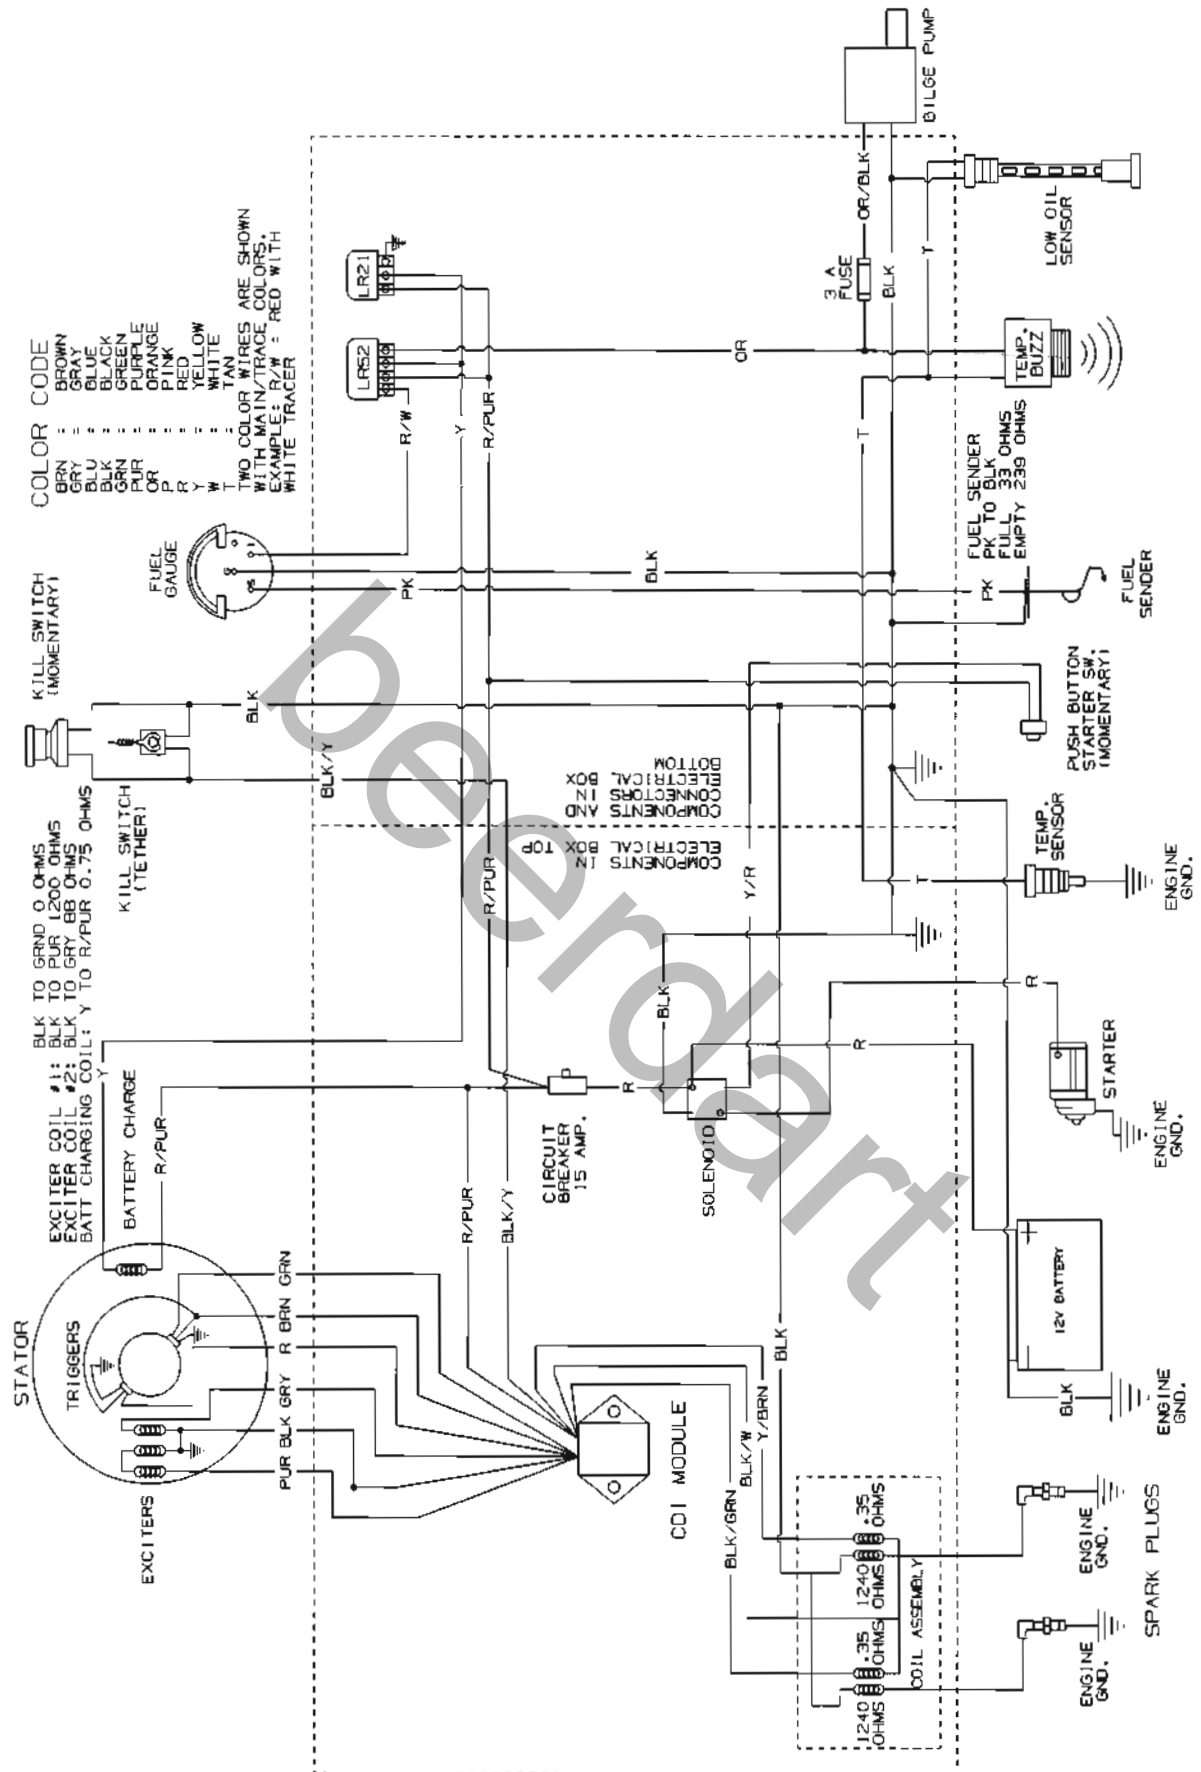 COLOR CODE
BRN = BROWN
GRY = GRAY
BLU = BLUE
BLK = BLACK
GRN = GREEN
PUR = PURPLE
OR = ORANGE
P = PINK
R = RED
Y = YELLOW
W = WHITE
T = TAN
TWO COLOR WIRES ARE SHOWN
WITH MAIN/TRACE COLORS.
EXAMPLE: R/W = RED WITH
WHITE TRACER
KILL SWITCH
(MOMENTARY)
FUEL
GAUGE
KILL SWITCH
(TETHER)
BLK TO GRND 0 OHMS
EXCITER COIL #1: BLK TO PUR 1200 OHMS
EXCITER COIL #2: BLK TO GRY 88 OHMS
BATT CHARGING COIL: Y TO R/PUR 0.75 OHMS
BATTERY CHARGE
Y
R/PUR
STATOR
TRIGGERS
EXCITERS
GRN
BRN
R
GRY
BLK
PUR
LR21
LR52
R/W
Y
R/PUR
PK
BLK
BLK
BLK/Y
OR
3 A
FUSE
OR/BLK
BLK
Y
T
BILGE PUMP
LOW OIL
SENSOR
TEMP.
BUZZ
FUEL SENDER
PK TO BLK
FULL 33 OHMS
EMPTY 239 OHMS
PK
FUEL
SENDER
PUSH BUTTON
STARTER SW.
(MOMENTARY)
COMPONENTS AND
CONNECTORS IN
ELECTRICAL BOX
BOTTOM
COMPONENTS IN
ELECTRICAL BOX TOP
R/PUR
Y/R
T
TEMP.
SENSOR
ENGINE
GND.
BLK
R
R
R
STARTER
ENGINE
GND.
CIRCUIT
BREAKER
15 AMP.
SOLENOID
R/PUR
BLK/Y
12V BATTERY
+
-
BLK
ENGINE
GND.
CDI MODULE
BLK
Y/BRN
BLK/W
BLK/GRN
.35
OHMS
1240
OHMS
.35
OHMS
1240
OHMS
COIL ASSEMBLY
ENGINE
GND.
ENGINE
GND.
SPARK PLUGS
beerdart